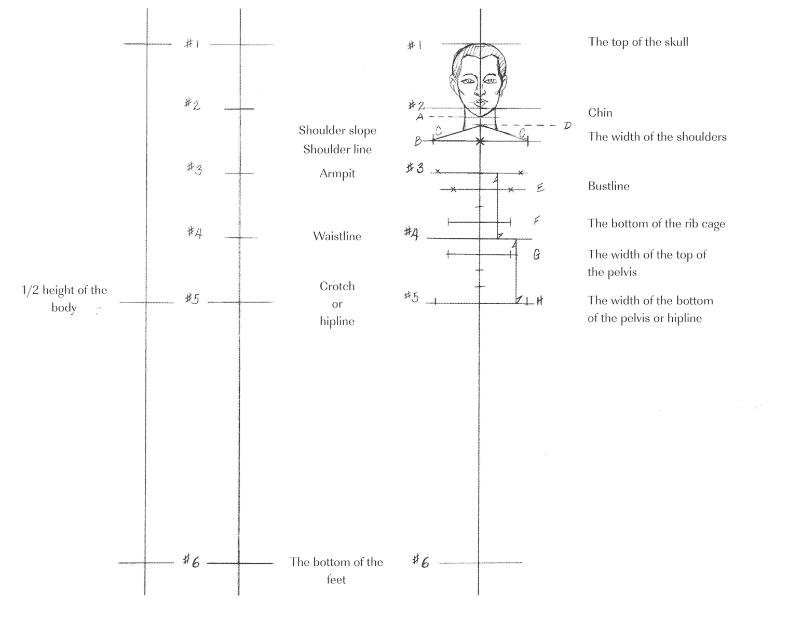 #1
#1
The top of the skull
#2
#2
A
Chin
D
Shoulder slope
C
C
The width of the shoulders
Shoulder line
B
#3
Armpit
#3
E
Bustline
F
The bottom of the rib cage
#4
Waistline
#4
G
The width of the top of
the pelvis
1/2 height of the
body
#5
Crotch
or
hipline
#5
H
The width of the bottom
of the pelvis or hipline
#6
The bottom of the
feet
#6